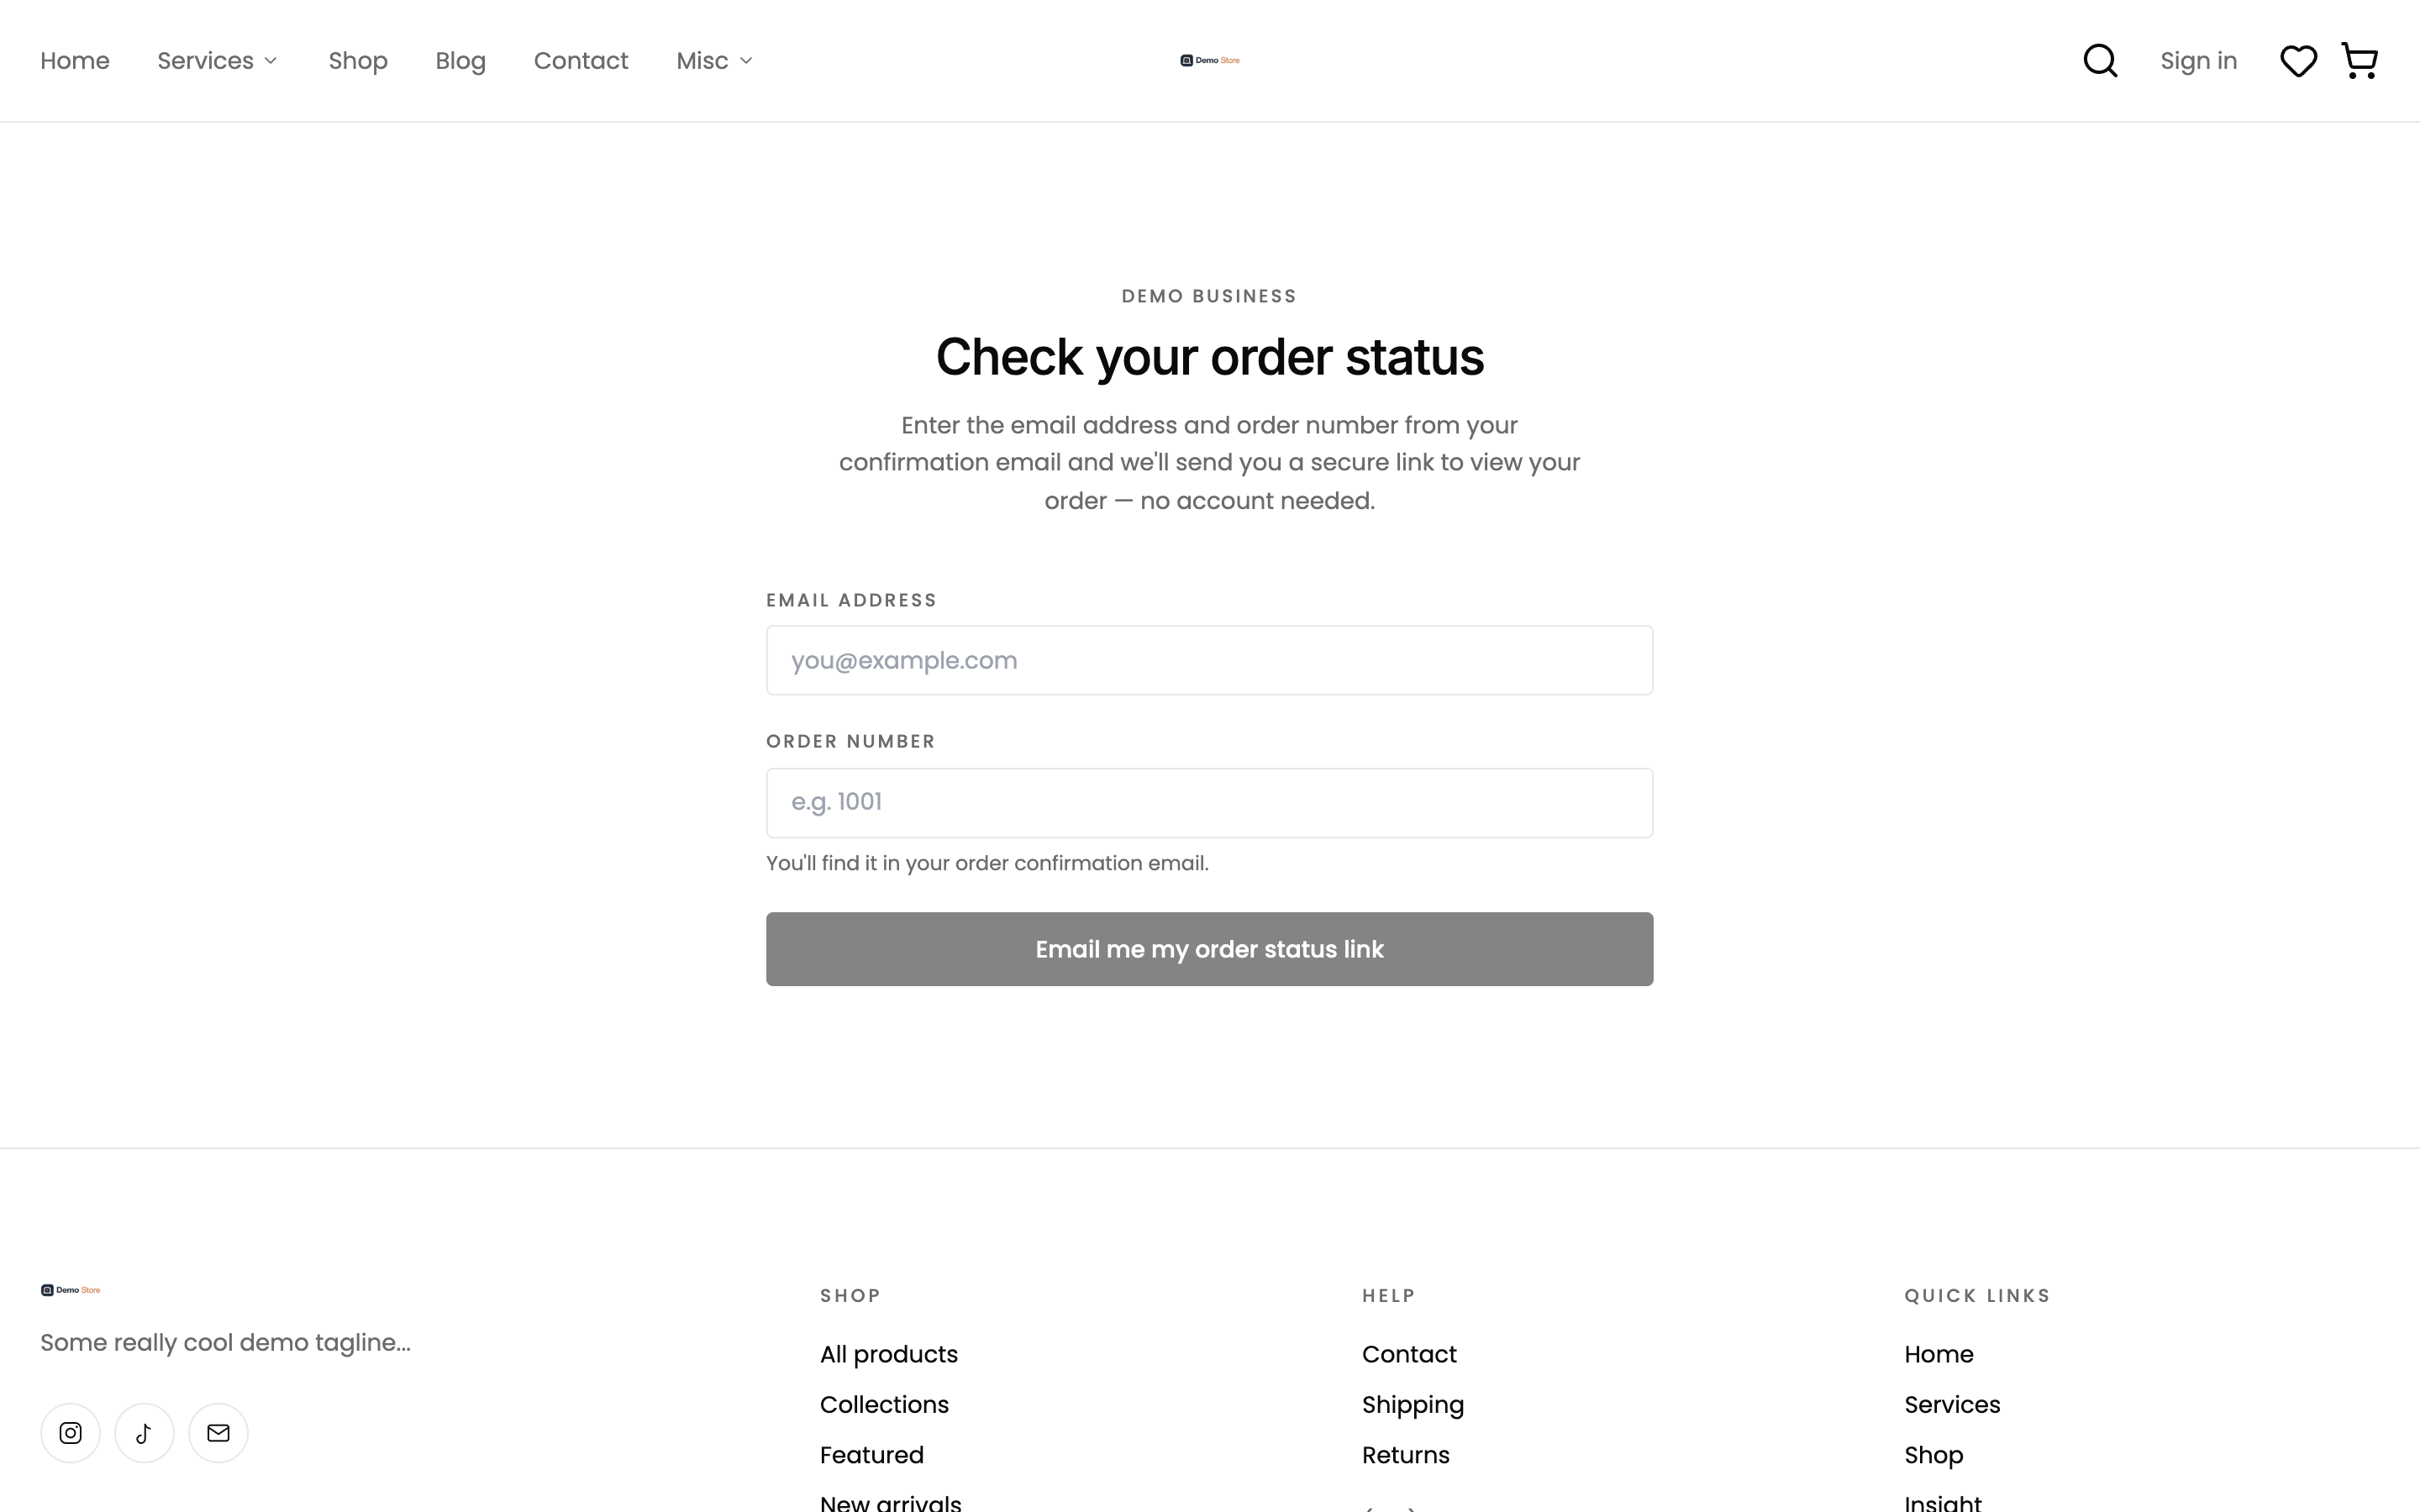 Home Services Shop Blog Contact Misc
Demo Store
Sign in
DEMO BUSINESS
Check your order status
Enter the email address and order number from your
confirmation email and we'll send you a secure link to view your
order — no account needed.
EMAIL ADDRESS
you@example.com
ORDER NUMBER
e.g. 1001
You'll find it in your order confirmation email.
Email me my order status link
Demo Store
Some really cool demo tagline...
SHOP
All products
Collections
Featured
New arrivals
HELP
Contact
Shipping
Returns
QUICK LINKS
Home
Services
Shop
Insight